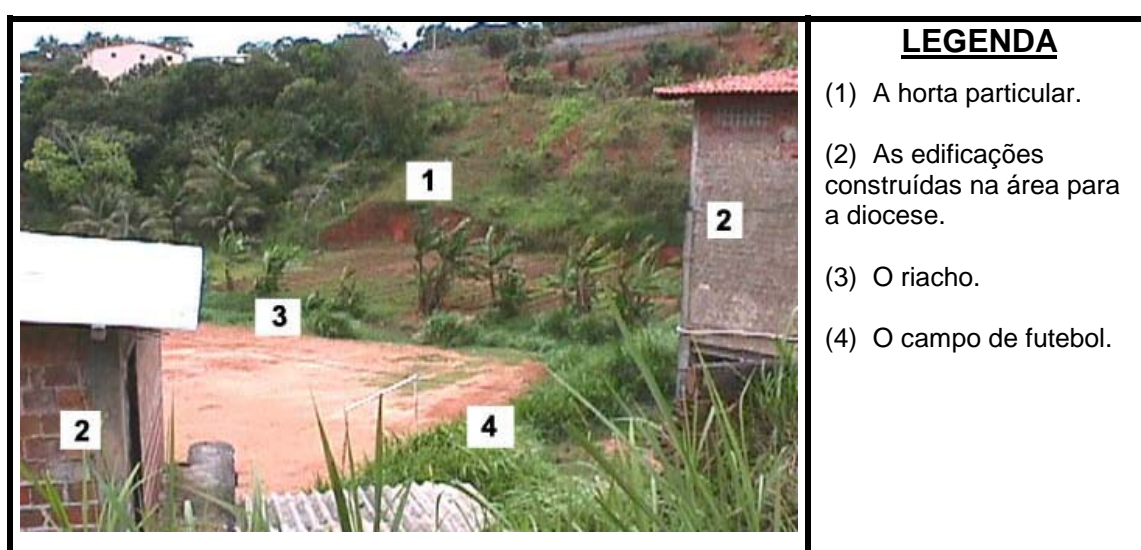 LEGENDA
(1) A horta particular.
(2) As edificações
construídas na área para
a diocese.
(3) O riacho.
(4) O campo de futebol.
1
2
3
4
2